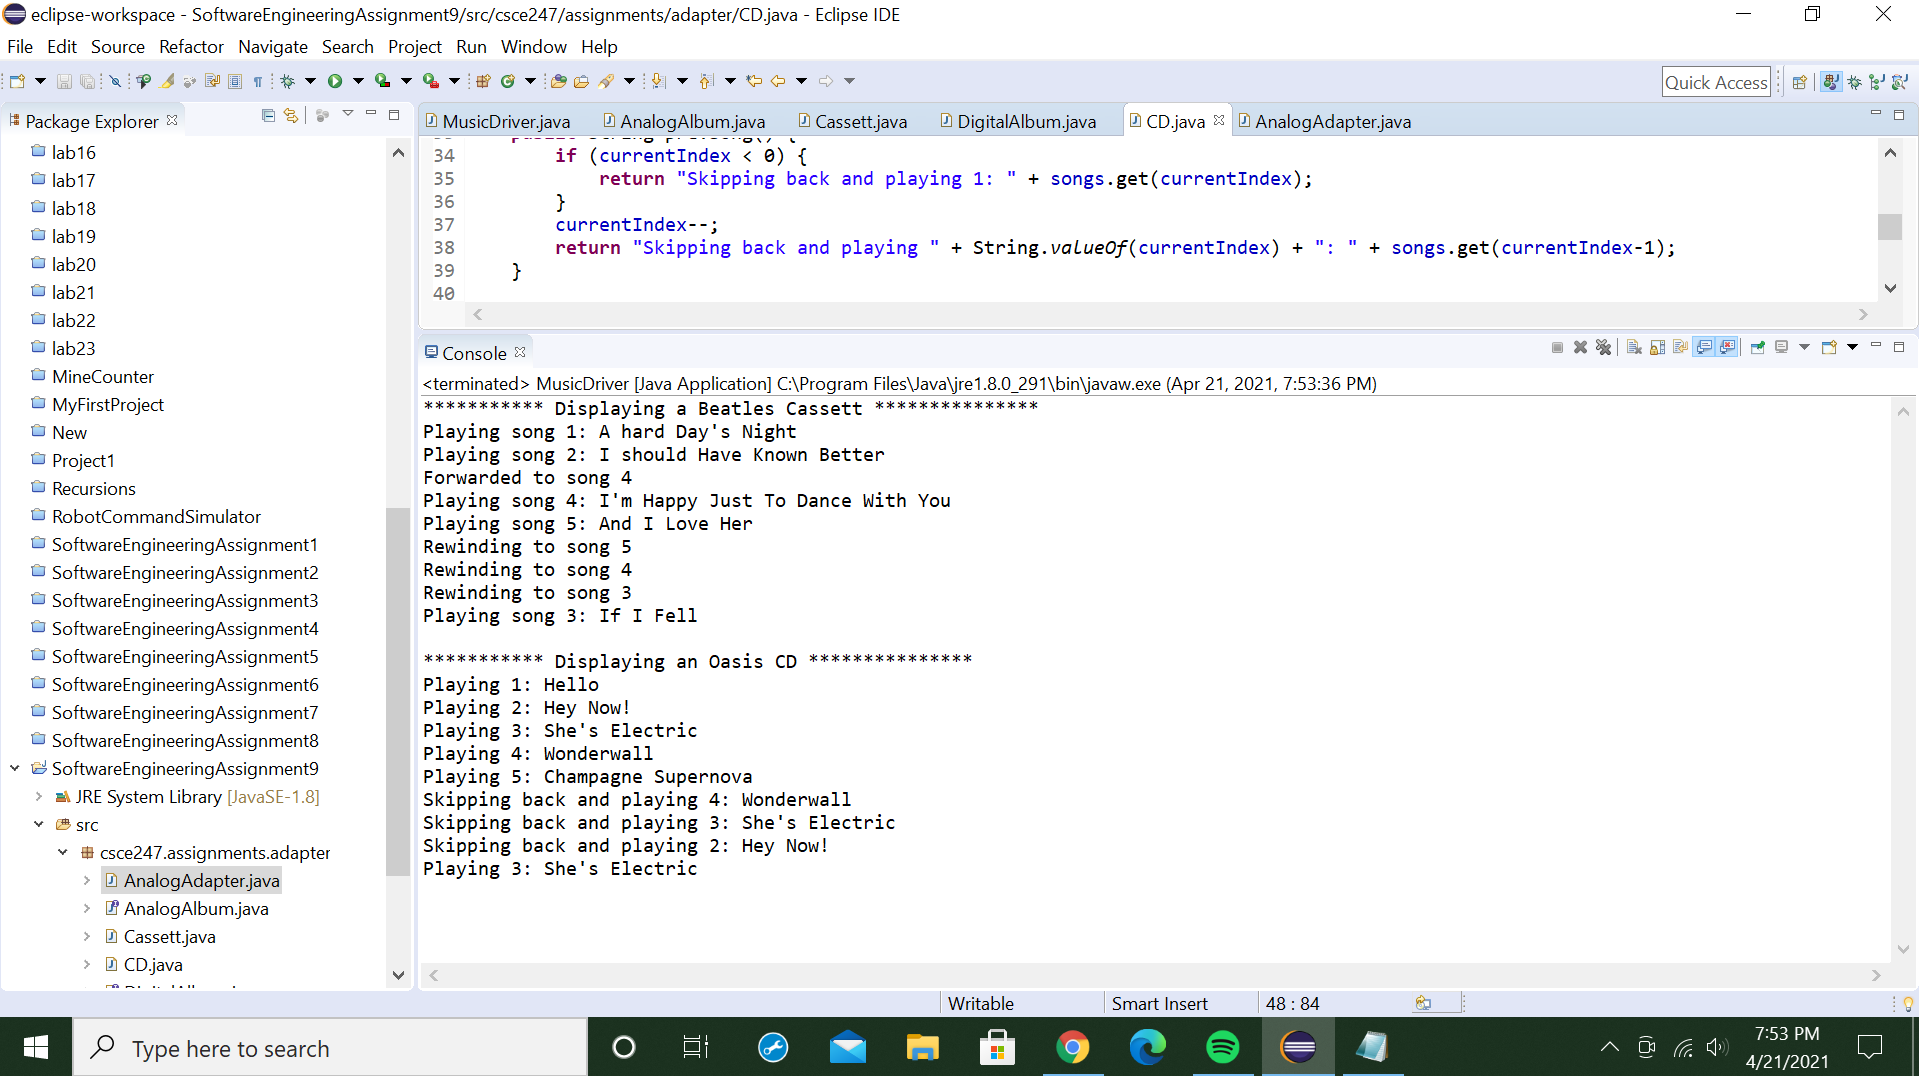 eclipse-workspace - SoftwareEngineeringAssignment9/src/csce247/assignments/adapter/CD.java - Eclipse IDE
File Edit Source Refactor Navigate Search Project Run Window Help
Quick Access
Package Explorer
MusicDriver.java AnalogAlbum.java Cassett.java DigitalAlbum.java CD.java AnalogAdapter.java
lab16
lab17
lab18
lab19
lab20
lab21
lab22
lab23
MineCounter
MyFirstProject
New
Project1
Recursions
RobotCommandSimulator
SoftwareEngineeringAssignment1
SoftwareEngineeringAssignment2
SoftwareEngineeringAssignment3
SoftwareEngineeringAssignment4
SoftwareEngineeringAssignment5
SoftwareEngineeringAssignment6
SoftwareEngineeringAssignment7
SoftwareEngineeringAssignment8
SoftwareEngineeringAssignment9
JRE System Library [JavaSE-1.8]
src
csce247.assignments.adapter
AnalogAdapter.java
AnalogAlbum.java
Cassett.java
CD.java
34 if (currentIndex < 0) {
35 return "Skipping back and playing 1: " + songs.get(currentIndex);
36 }
37 currentIndex--;
38 return "Skipping back and playing " + String.valueOf(currentIndex) + ": " + songs.get(currentIndex-1);
39 }
40
Console
<terminated> MusicDriver [Java Application] C:\Program Files\Java\jre1.8.0_291\bin\javaw.exe (Apr 21, 2021, 7:53:36 PM)
*********** Displaying a Beatles Cassett ***************
Playing song 1: A hard Day's Night
Playing song 2: I should Have Known Better
Forwarded to song 4
Playing song 4: I'm Happy Just To Dance With You
Playing song 5: And I Love Her
Rewinding to song 5
Rewinding to song 4
Rewinding to song 3
Playing song 3: If I Fell
*********** Displaying an Oasis CD ***************
Playing 1: Hello
Playing 2: Hey Now!
Playing 3: She's Electric
Playing 4: Wonderwall
Playing 5: Champagne Supernova
Skipping back and playing 4: Wonderwall
Skipping back and playing 3: She's Electric
Skipping back and playing 2: Hey Now!
Playing 3: She's Electric
Writable Smart Insert 48 : 84
Type here to search
7:53 PM
4/21/2021